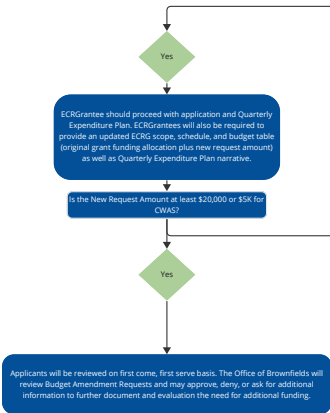 Yes
ECRGrantee should proceed with application and Quarterly
Expenditure Plan. ECRGrantees will also be required to
provide an updated ECRG scope, schedule, and budget table
(original grant funding allocation plus new request amount)
as well as Quarterly Expenditure Plan narrative.
Is the New Request Amount at least $20,000 or $5K for
CWAS?
Yes
Applicants will be reviewed on first come, first serve basis. The Office of Brownfields will
review Budget Amendment Requests and may approve, deny, or ask for additional
information to further document and evaluation the need for additional funding.